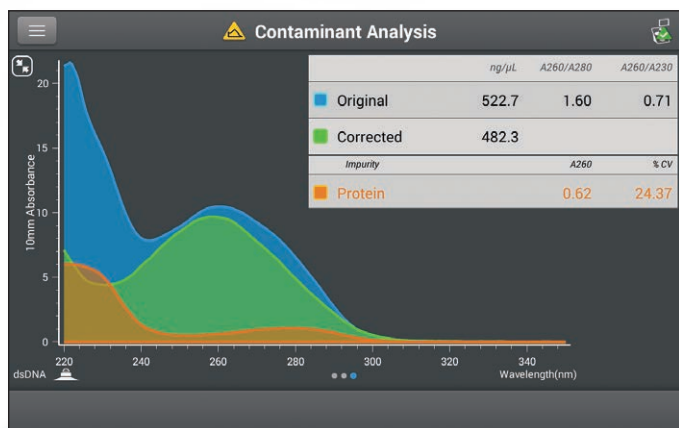 Contaminant Analysis
ng/µL A260/A280 A260/A230
Original 522.7 1.60 0.71
Corrected 482.3
Impurity A260 % CV
Protein 0.62 24.37
10mm Absorbance
20
15
10
5
0
220 240 260 280 300 320 340
dsDNA Wavelength(nm)